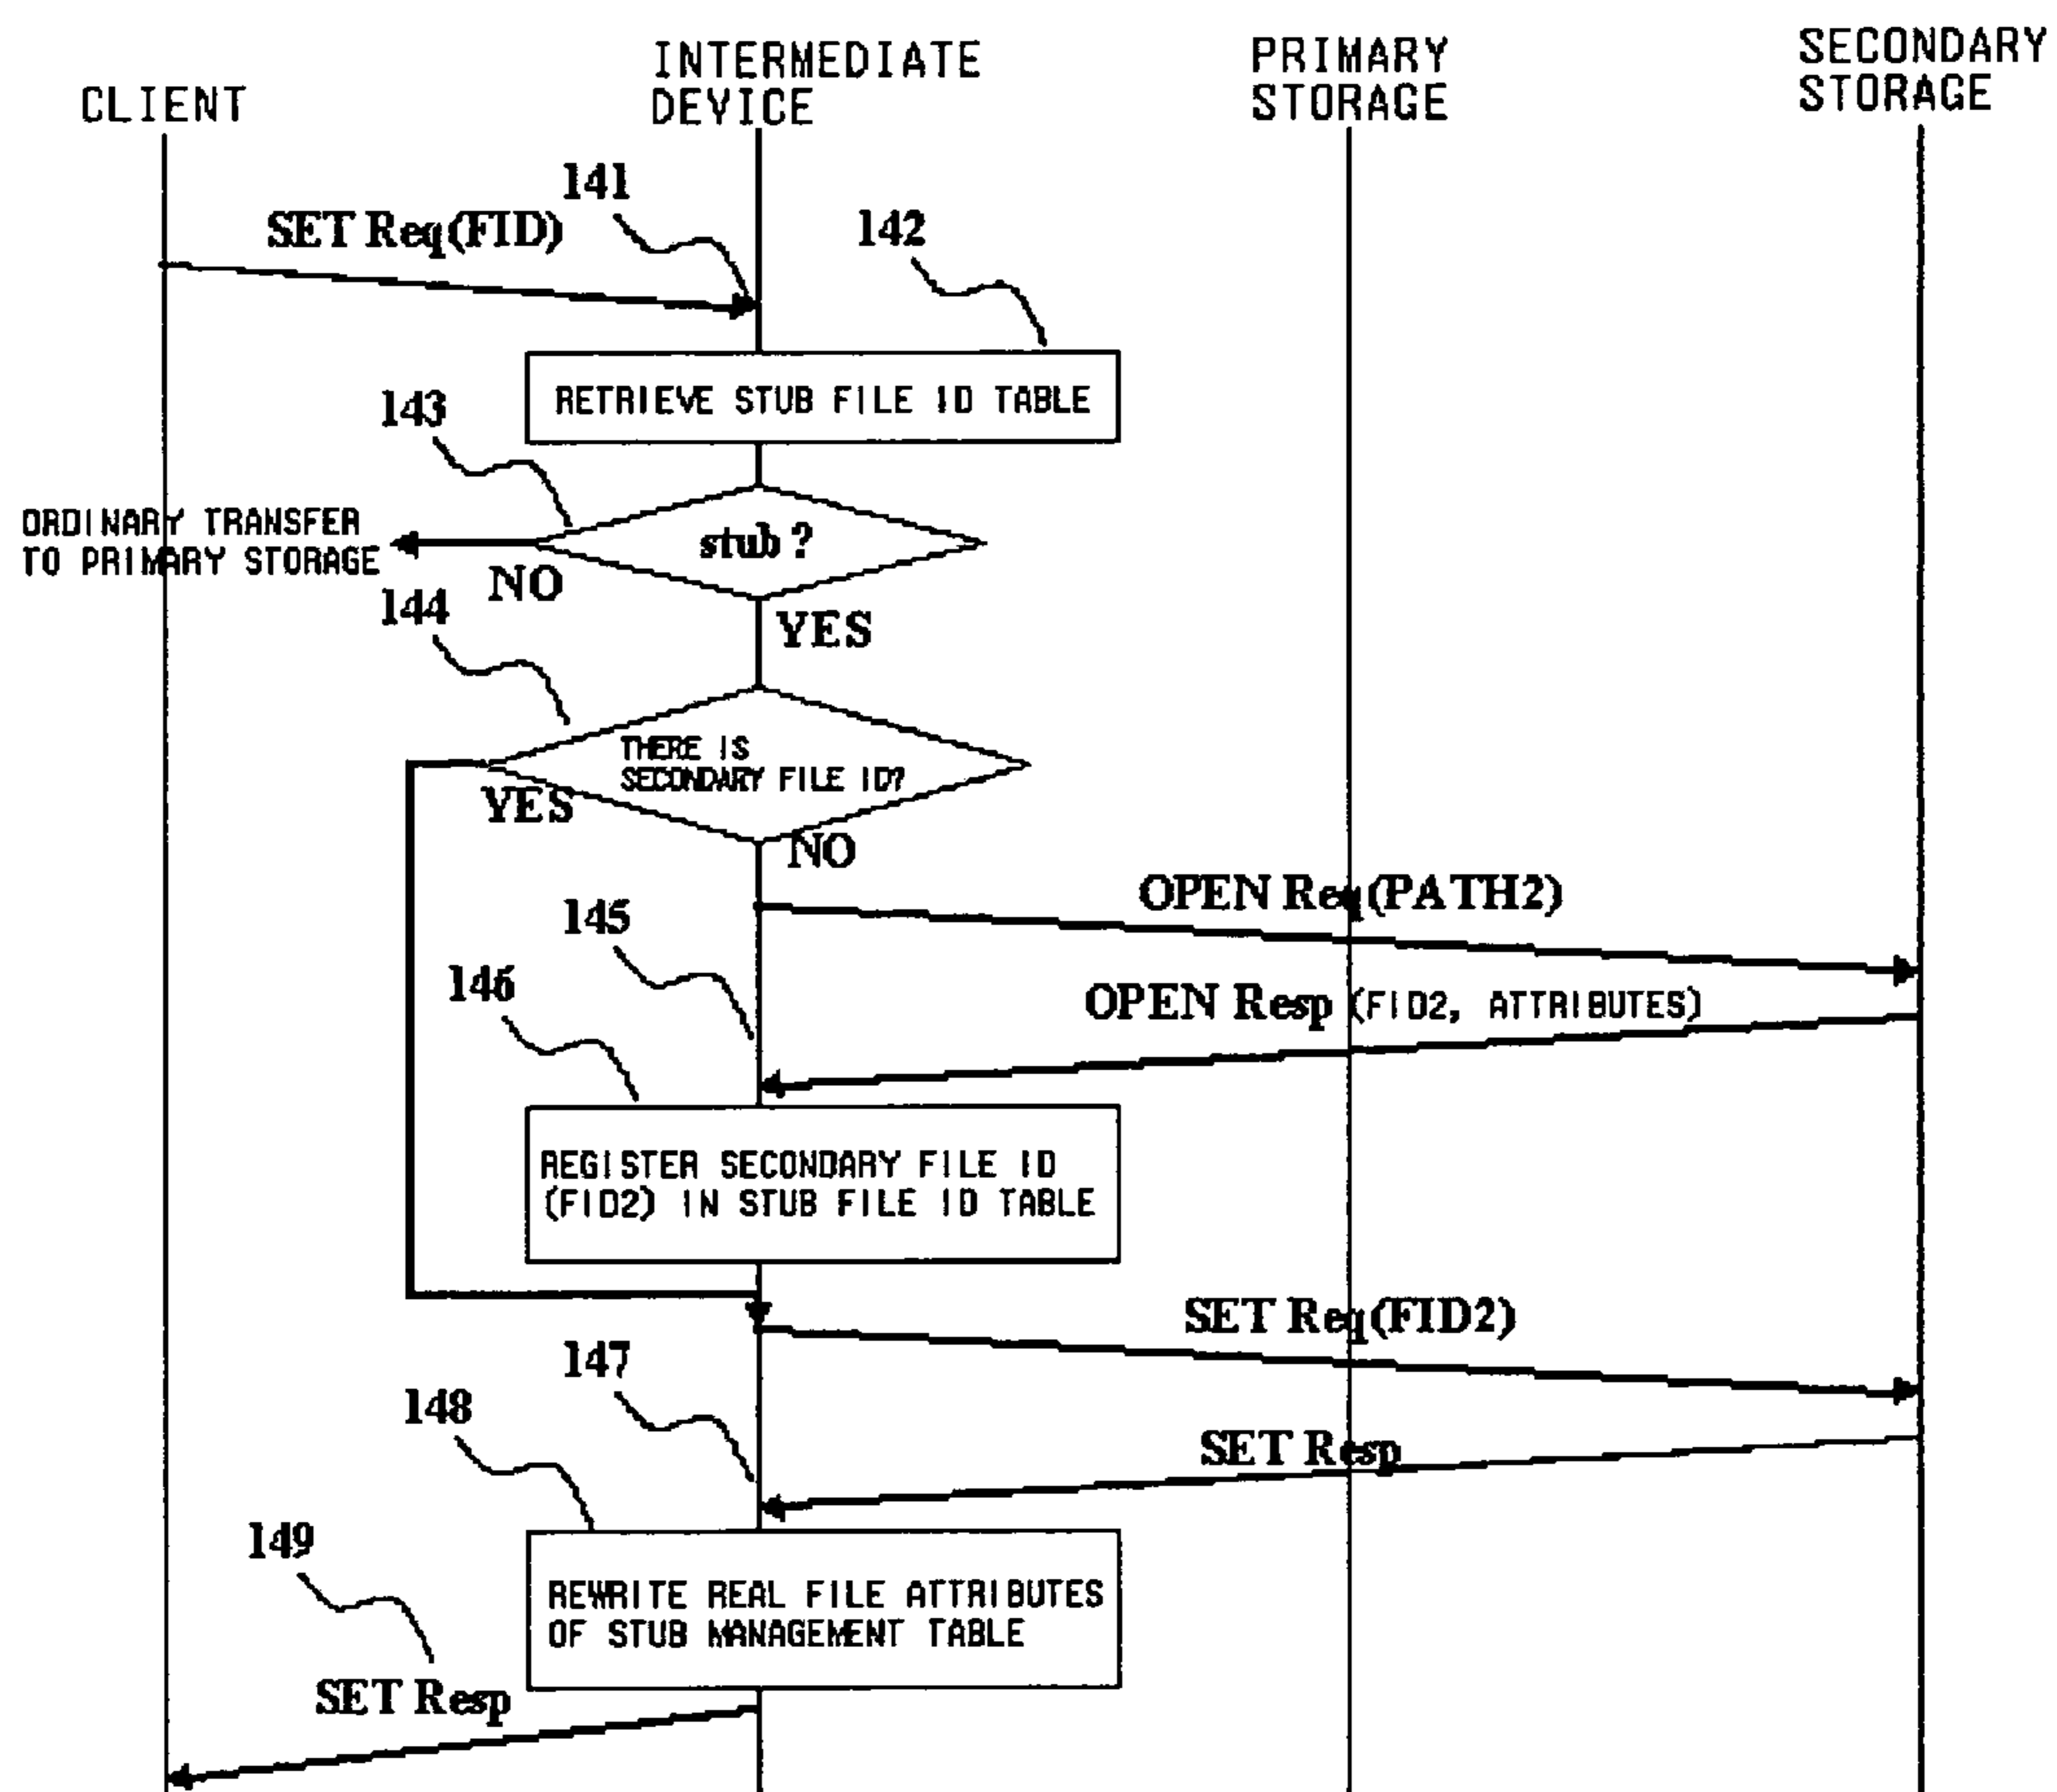 CLIENT
INTERMEDIATE
DEVICE
PRIMARY
STORAGE
SECONDARY
STORAGE
141
SET Req(FID)
142
RETRIEVE STUB FILE ID TABLE
143
stub ?
ORDINARY TRANSFER
TO PRIMARY STORAGE
NO
YES
144
THERE IS
SECONDARY FILE ID?
YES
NO
OPEN Req(PATH2)
145
146
OPEN Resp (FID2, ATTRIBUTES)
REGISTER SECONDARY FILE ID
(FID2) IN STUB FILE ID TABLE
SET Req(FID2)
147
148
SET Resp
149
REWRITE REAL FILE ATTRIBUTES
OF STUB MANAGEMENT TABLE
SET Resp